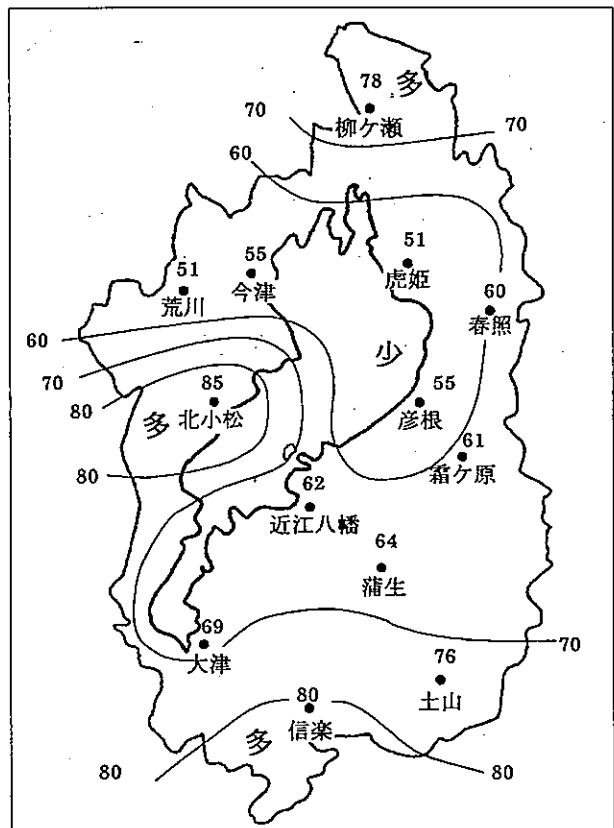 78
多
柳ケ瀬
70
70
60
51
虎姫
55
今津
51
荒川
60
春照
60
小
70
80
85
北小松
多
55
彦根
61
霜ケ原
80
62
近江八幡
64
蒲生
69
大津
70
76
土山
80
信楽
多
80
80